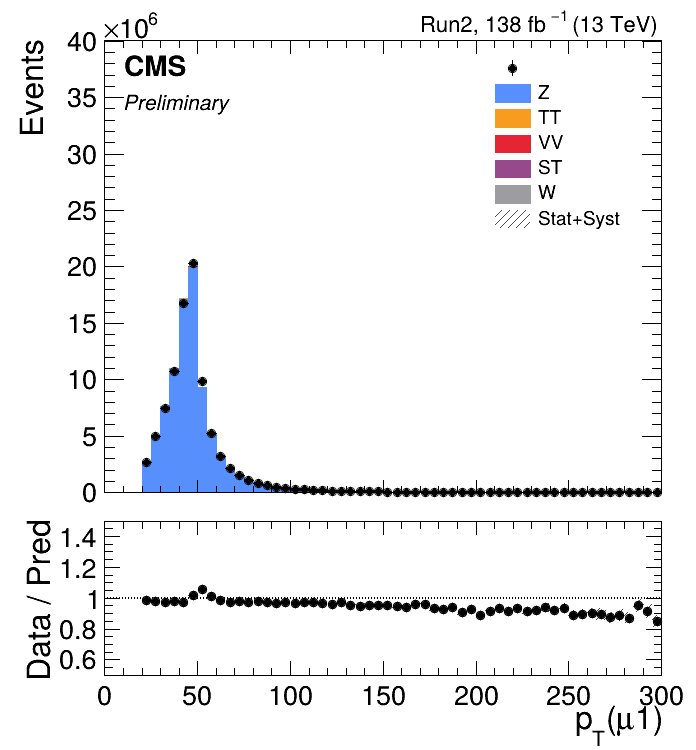 ×10⁶
Run2, 138 fb⁻¹ (13 TeV)
Events
CMS
Preliminary
40
35
30
25
20
15
10
5
0
Z
TT
VV
ST
W
Stat+Syst
Data / Pred
1.4
1.2
1
0.8
0.6
0 50 100 150 200 250 300
p_T(μ1)